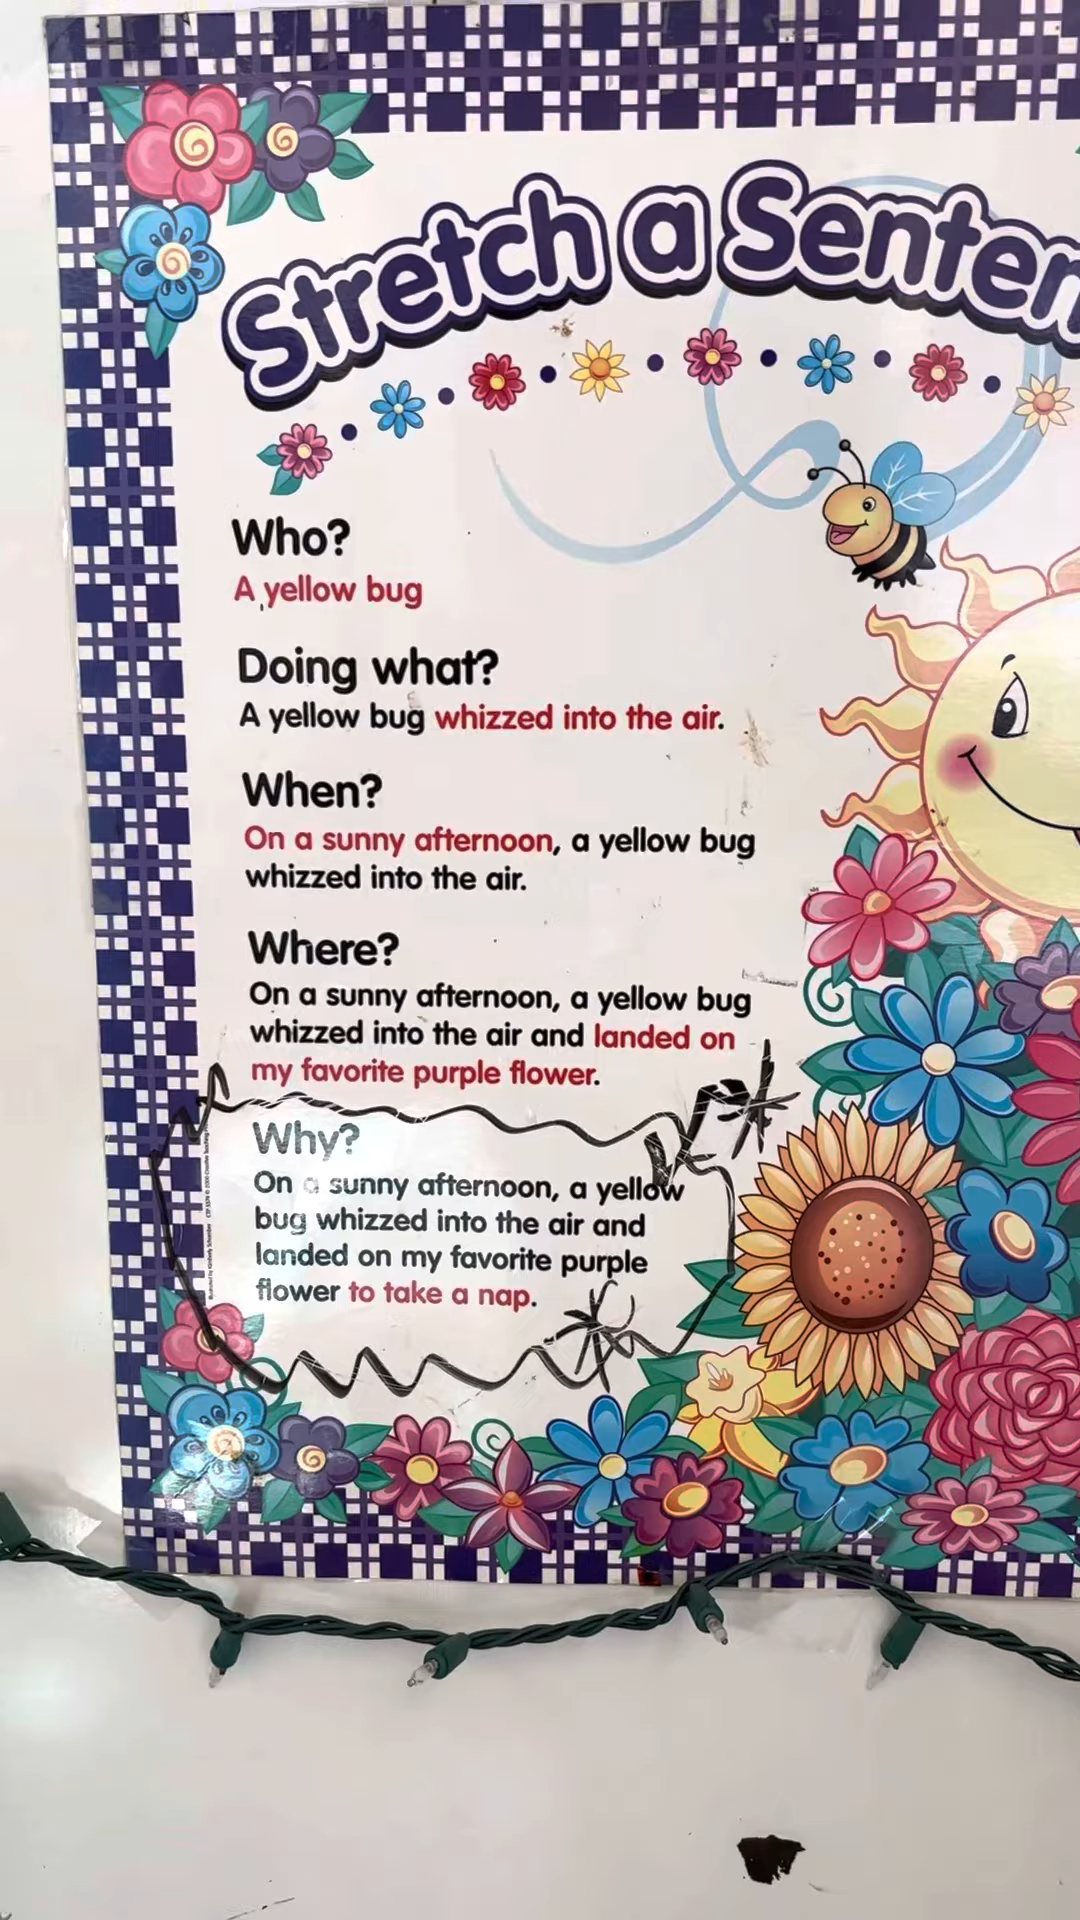 Stretch a Senten
Who?
A yellow bug
Doing what?
A yellow bug whizzed into the air.
When?
On a sunny afternoon, a yellow bug
whizzed into the air.
Where?
On a sunny afternoon, a yellow bug
whizzed into the air and landed on
my favorite purple flower.
Why?
On a sunny afternoon, a yellow
bug whizzed into the air and
landed on my favorite purple
flower to take a nap.